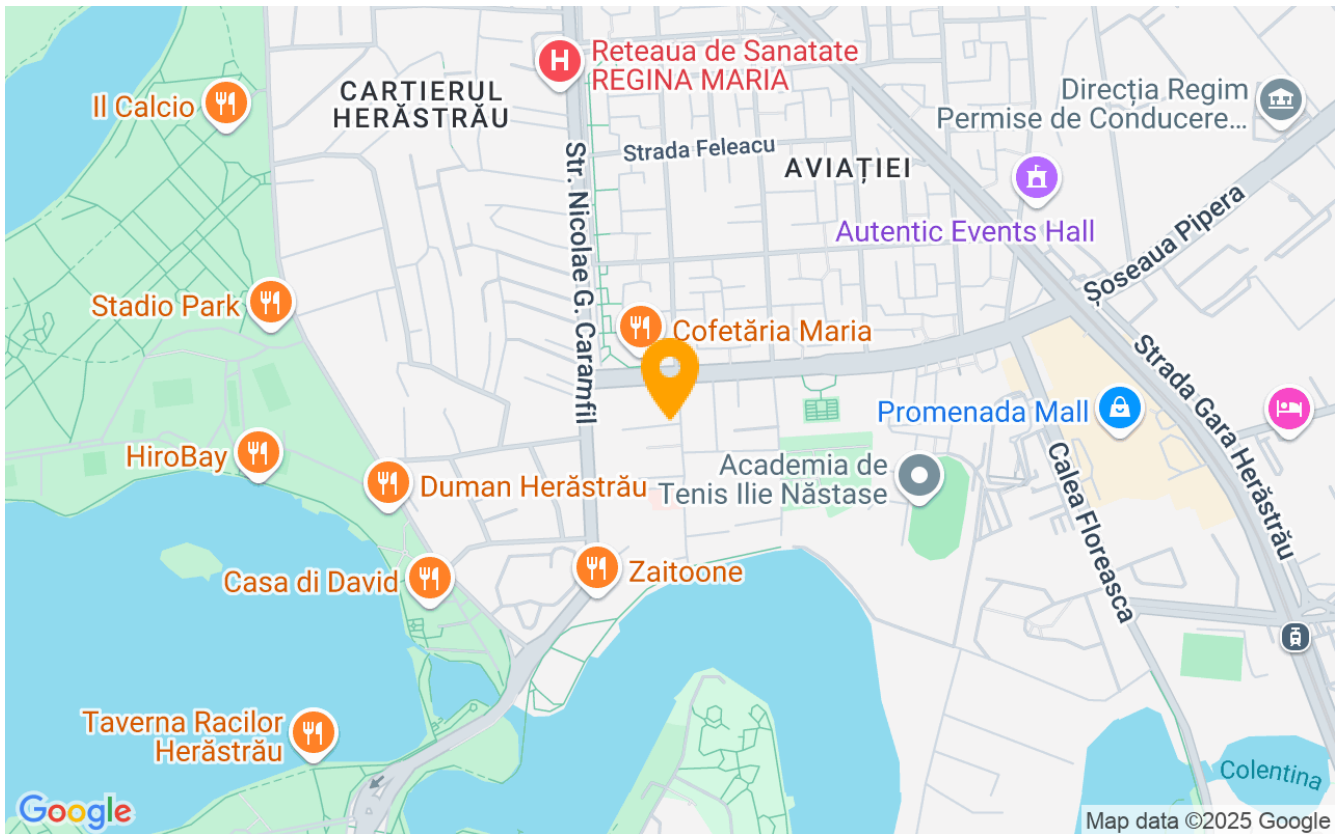 Reteaua de Sanatate
REGINA MARIA
CARTIERUL
HERĂSTRĂU
Il Calcio
Direcția Regim
Permise de Conducere...
Strada Feleacu
AVIAȚIEI
Str. Nicolae G. Caramfil
Autentic Events Hall
Șoseaua Pipera
Stadio Park
Cofetăria Maria
Strada Gara Herăstrău
Promenada Mall
HiroBay
Duman Herăstrău
Academia de
Tenis Ilie Năstase
Calea Floreasca
Casa di David
Zaitoone
Taverna Racilor
Herăstrău
Colentina
Google
Map data ©2025 Google